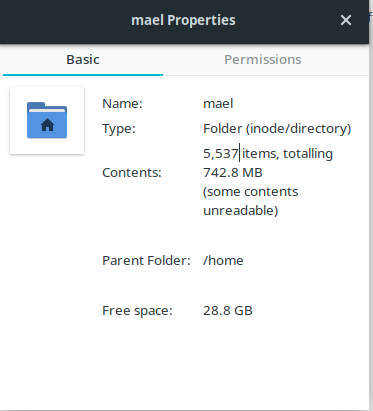 mael Properties
Basic
Permissions
Name: mael
Type: Folder (inode/directory)
Contents: 5,537 items, totalling
742.8 MB
(some contents
unreadable)
Parent Folder: /home
Free space: 28.8 GB